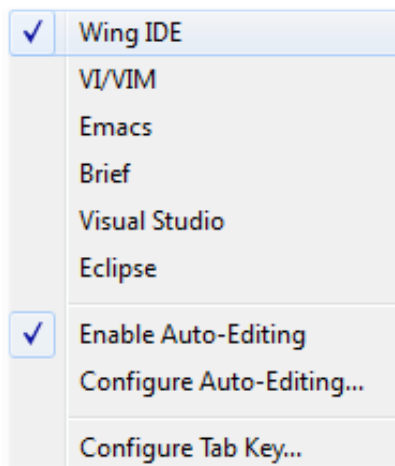 Wing IDE
VI/VIM
Emacs
Brief
Visual Studio
Eclipse
Enable Auto-Editing
Configure Auto-Editing...
Configure Tab Key...